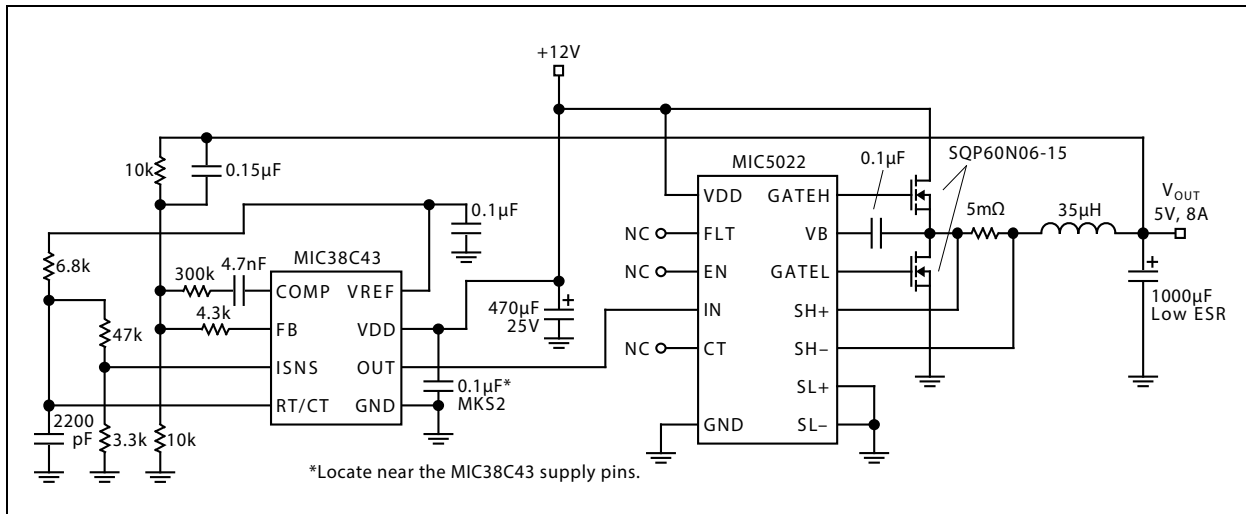 +12V
10k
0.15µF
MIC5022
0.1µF
SQP60N06-15
VDD
GATEH
5mΩ
35µH
VOUT
5V, 8A
0.1µF
NC
FLT
VB
6.8k
300k
4.7nF
MIC38C43
NC
EN
GATEL
COMP
VREF
470µF
25V
1000µF
Low ESR
4.3k
47k
FB
VDD
IN
SH+
ISNS
OUT
NC
CT
SH–
0.1µF*
MKS2
RT/CT
GND
SL+
2200
pF
3.3k
10k
GND
SL–
*Locate near the MIC38C43 supply pins.